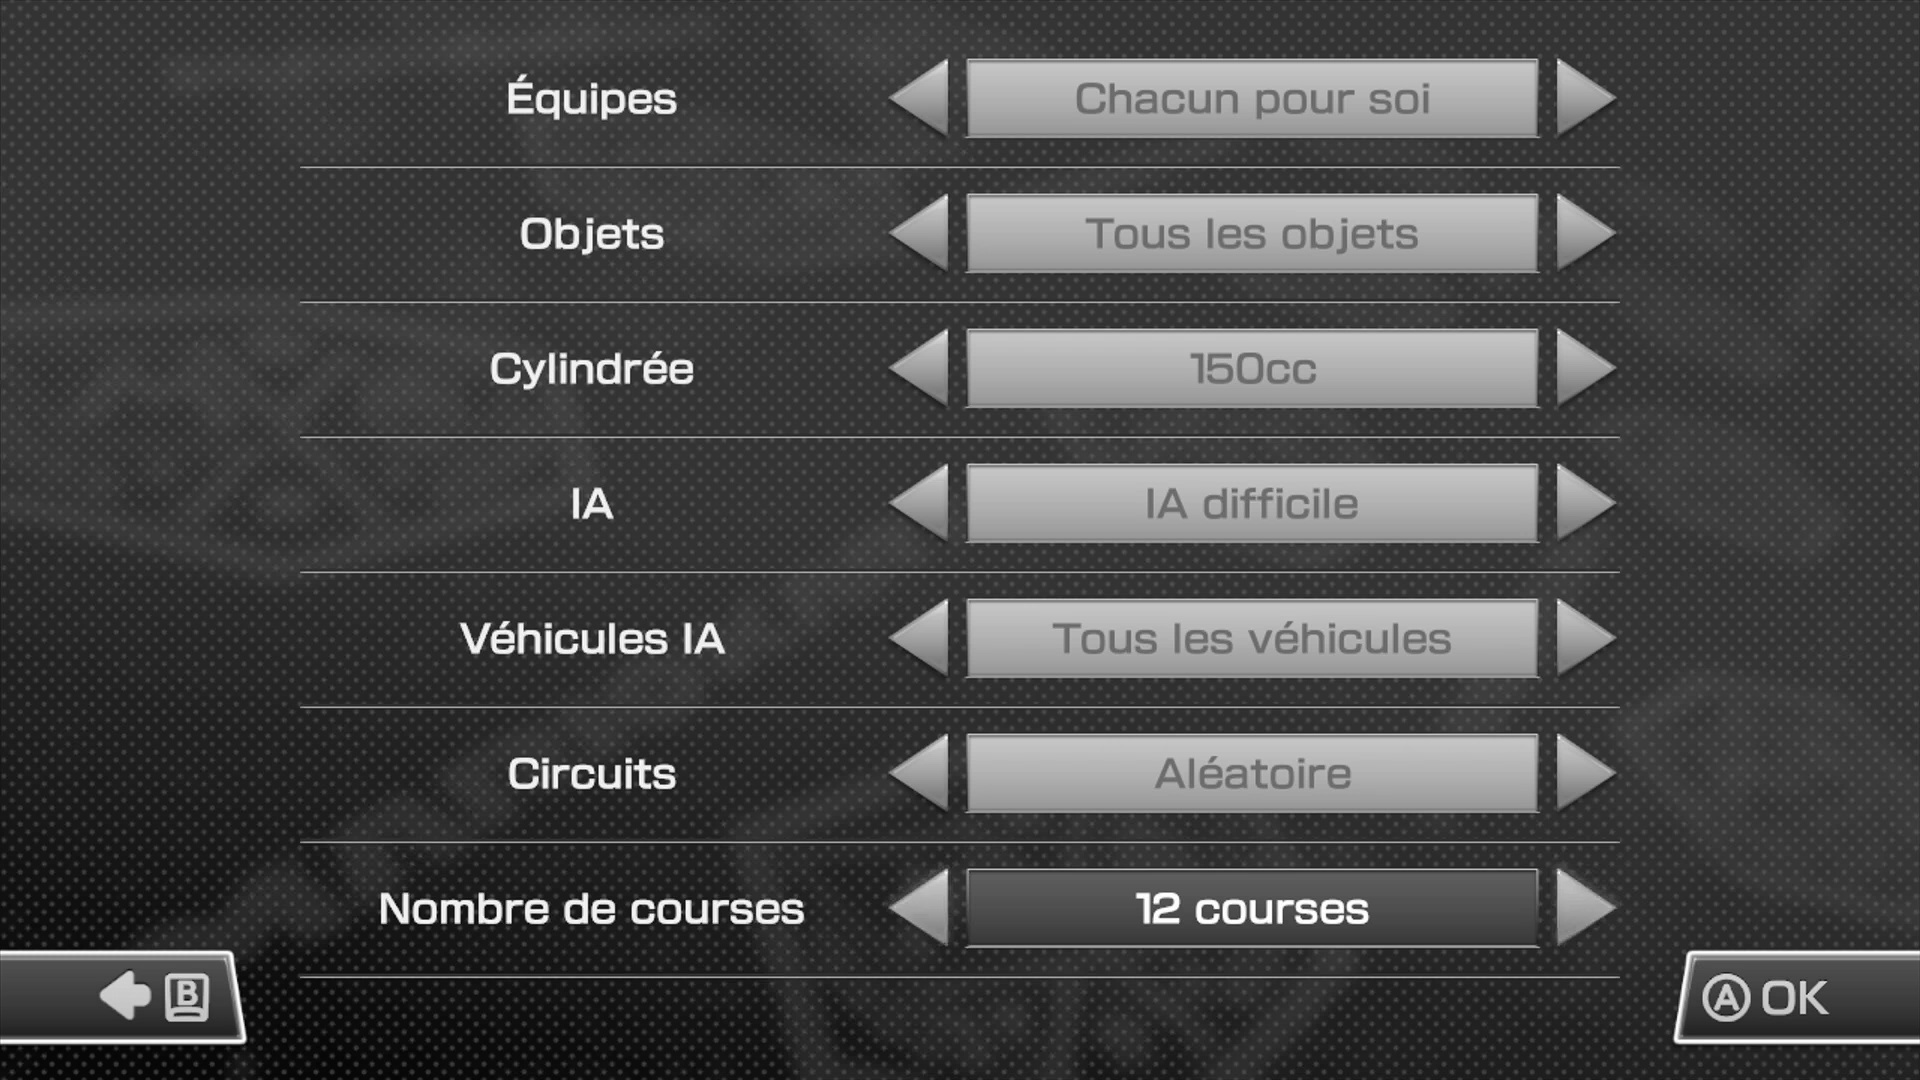 Équipes
Chacun pour soi
Objets
Tous les objets
Cylindrée
150cc
IA
IA difficile
Véhicules IA
Tous les véhicules
Circuits
Aléatoire
Nombre de courses
12 courses
B
A OK